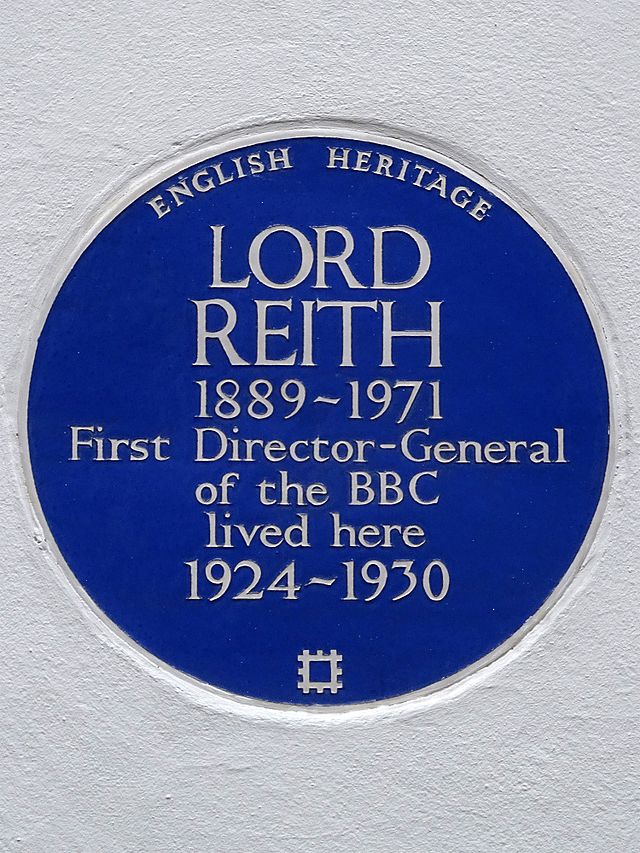 ENGLISH HERITAGE
LORD
REITH
1889~1971
First Director-General
of the BBC
lived here
1924~1930